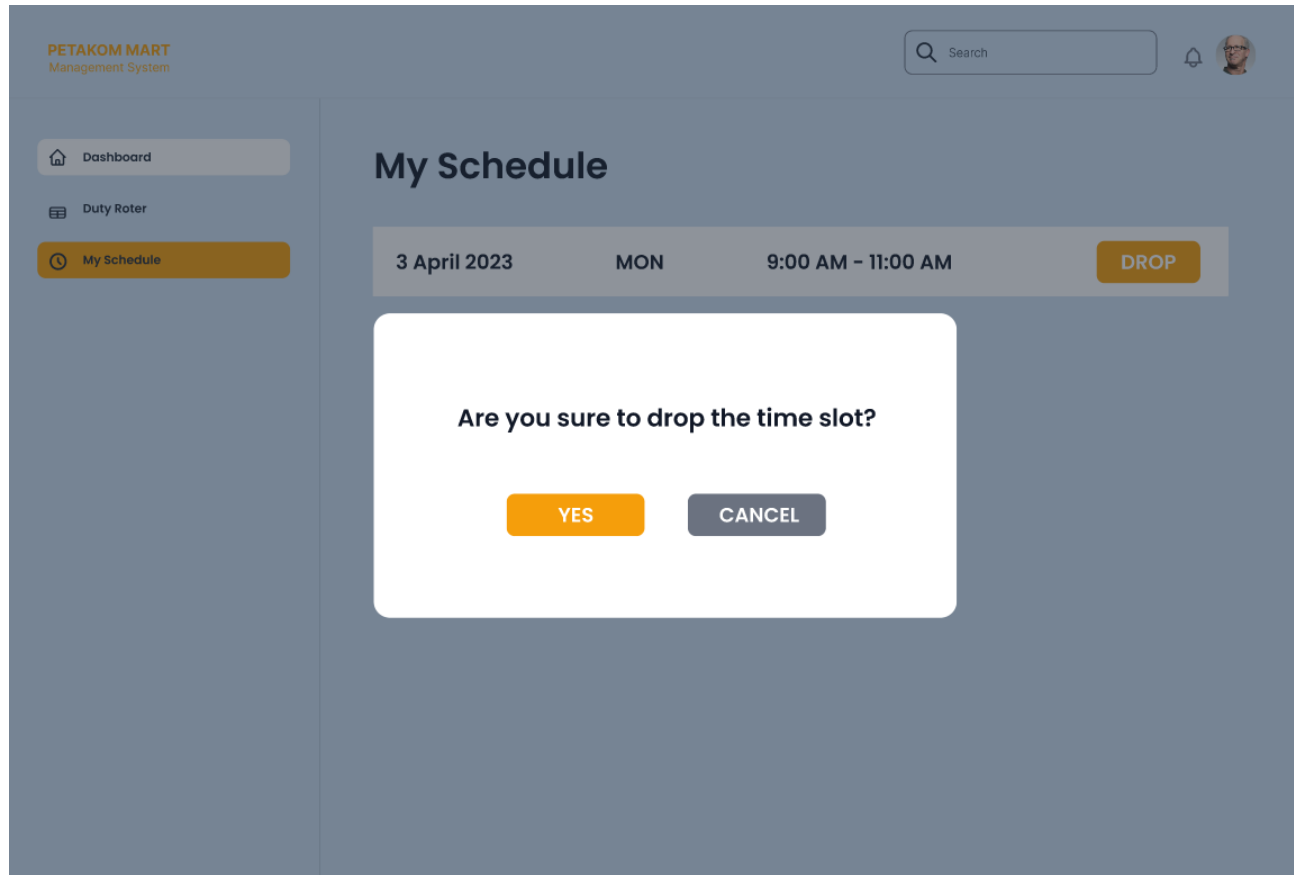 PETAKOM MART
Management System
Search
Dashboard
Duty Roter
My Schedule
My Schedule
3 April 2023 MON 9:00 AM - 11:00 AM DROP
Are you sure to drop the time slot?
YES CANCEL